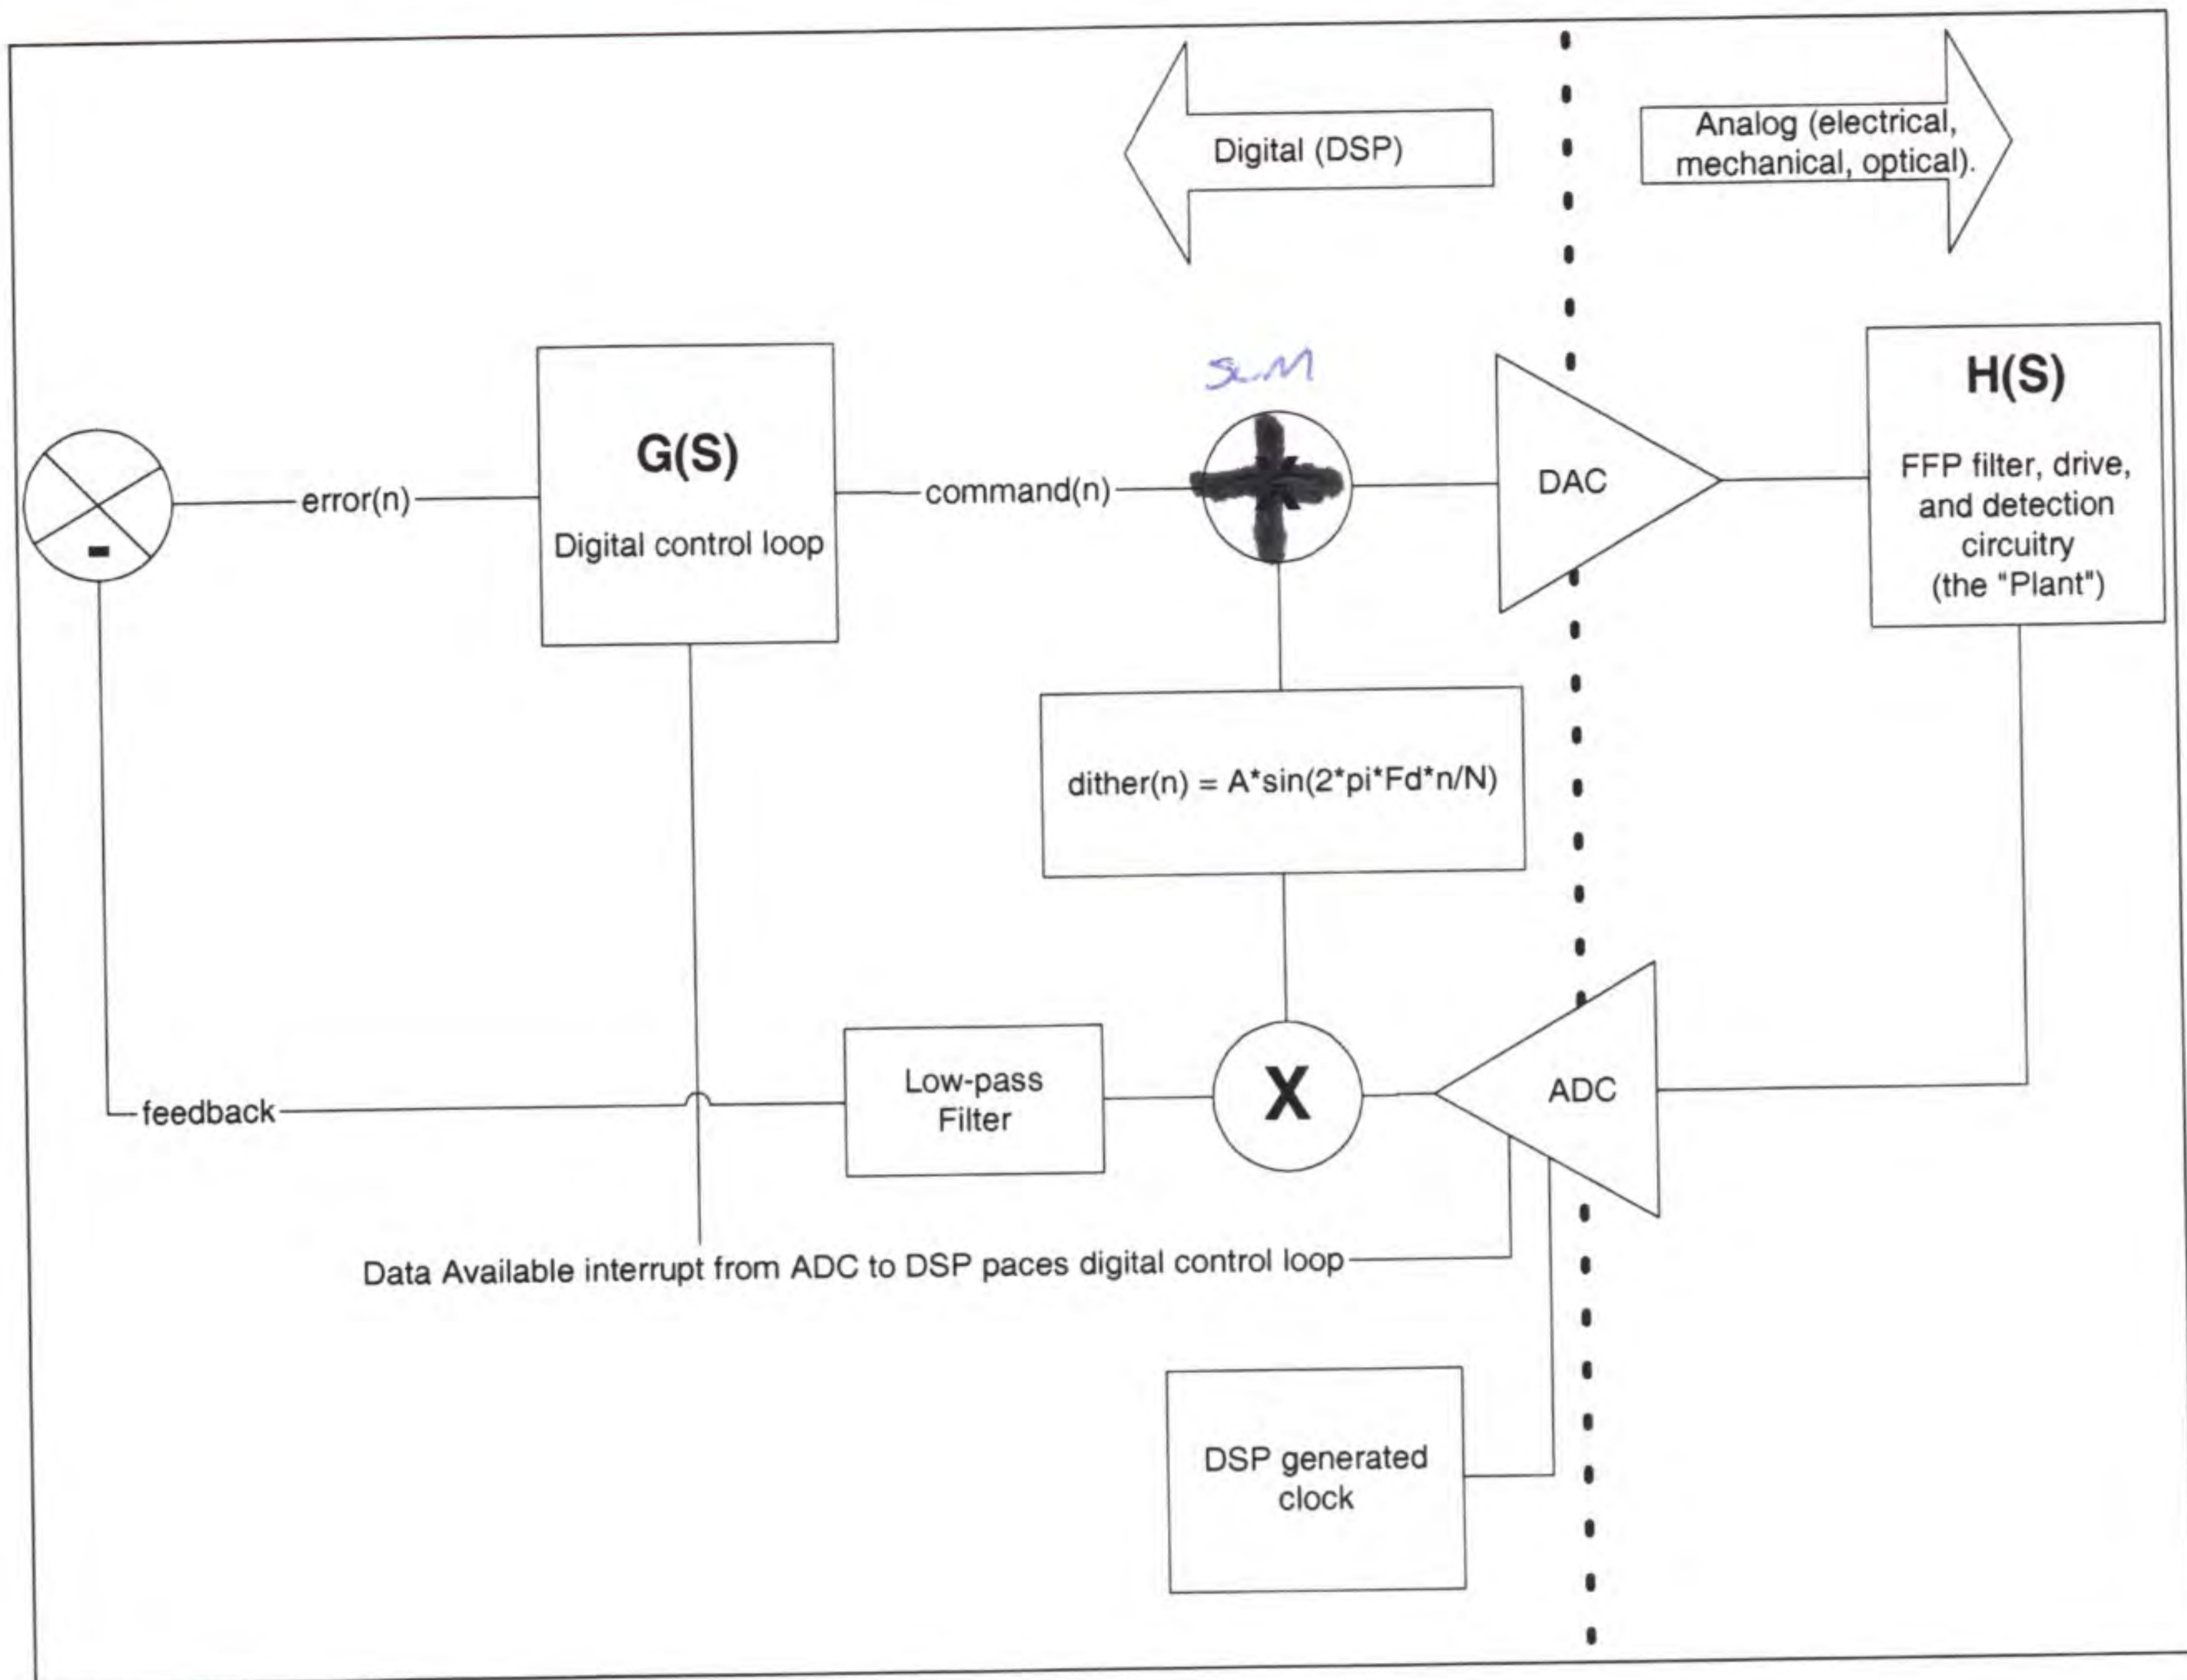 Digital (DSP)
Analog (electrical,
mechanical, optical).
SUM
H(S)
FFP filter, drive,
and detection
circuitry
(the "Plant")
G(S)
Digital control loop
error(n)
command(n)
DAC
-
dither(n) = A*sin(2*pi*Fd*n/N)
Low-pass
Filter
X
ADC
feedback
Data Available interrupt from ADC to DSP paces digital control loop
DSP generated
clock